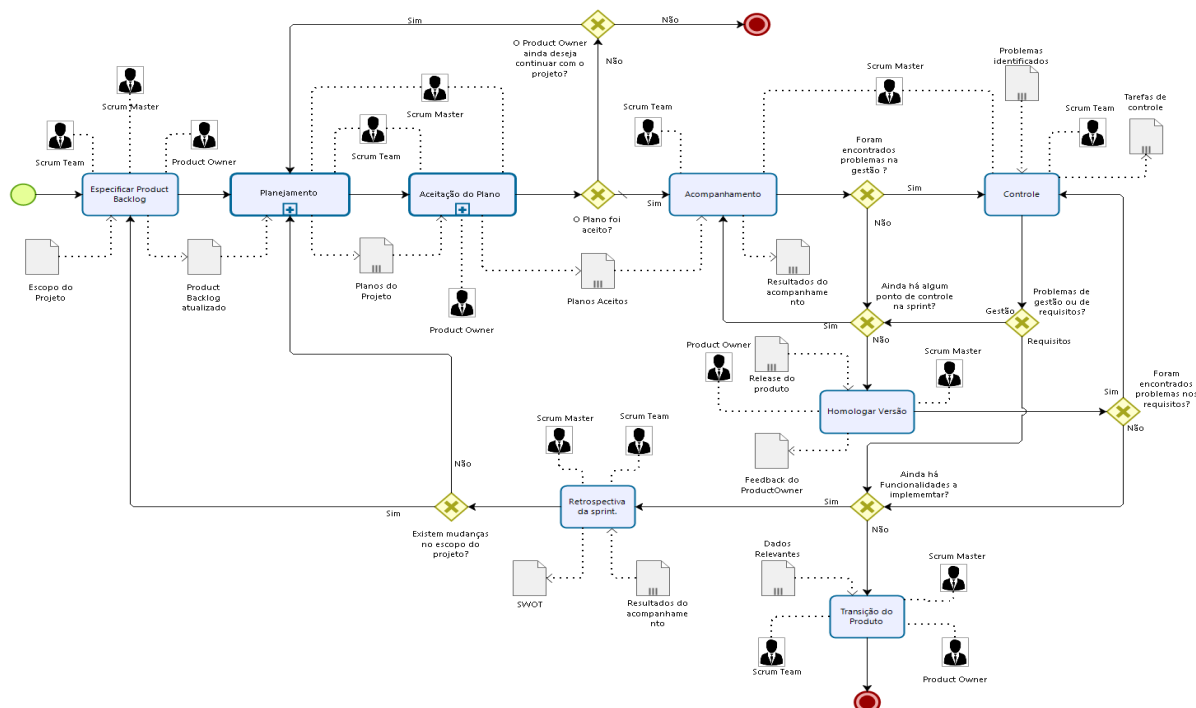 Sim
Não
O Product Owner
ainda deseja
continuar com o
projeto?
Não
Problemas
identificados
Scrum Master
Scrum Master
Scrum Team
Scrum Master
Scrum Team
Tarefas de
controle
Scrum Team
Product Owner
Scrum Team
Foram
encontrados
problemas na
gestão ?
Especificar Product
Backlog
Planejamento
Aceitação do Plano
Sim
Acompanhamento
Sim
Controle
O Plano foi
aceito?
Não
Escopo do
Projeto
Product
Backlog
atualizado
Planos do
Projeto
Product Owner
Planos Aceitos
Resultados do
acompanhame
nto
Ainda há algum
ponto de controle
na sprint?
Problemas de
gestão ou de
requisitos?
Sim
Não
Gestão
Requisitos
Product Owner
Release do
produto
Scrum Master
Foram
encontrados
problemas nos
requisitos?
Sim
Não
Homologar Versão
Feedback do
ProductOwner
Scrum Master
Scrum Team
Ainda há
Funcionalidades a
implememtar?
Não
Sim
Existem mudanças
no escopo do
projeto?
Retrospectiva
da sprint.
Sim
Não
SWOT
Resultados do
acompanhame
nto
Dados
Relevantes
Scrum Master
Transição do
Produto
Scrum Team
Product Owner